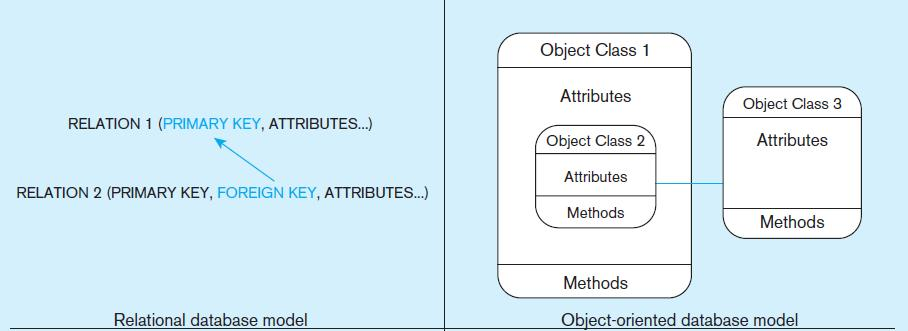 RELATION 1 (PRIMARY KEY, ATTRIBUTES...)
RELATION 2 (PRIMARY KEY, FOREIGN KEY, ATTRIBUTES...)
Relational database model
Object Class 1
Attributes
Object Class 2
Attributes
Methods
Methods
Object Class 3
Attributes
Methods
Object-oriented database model